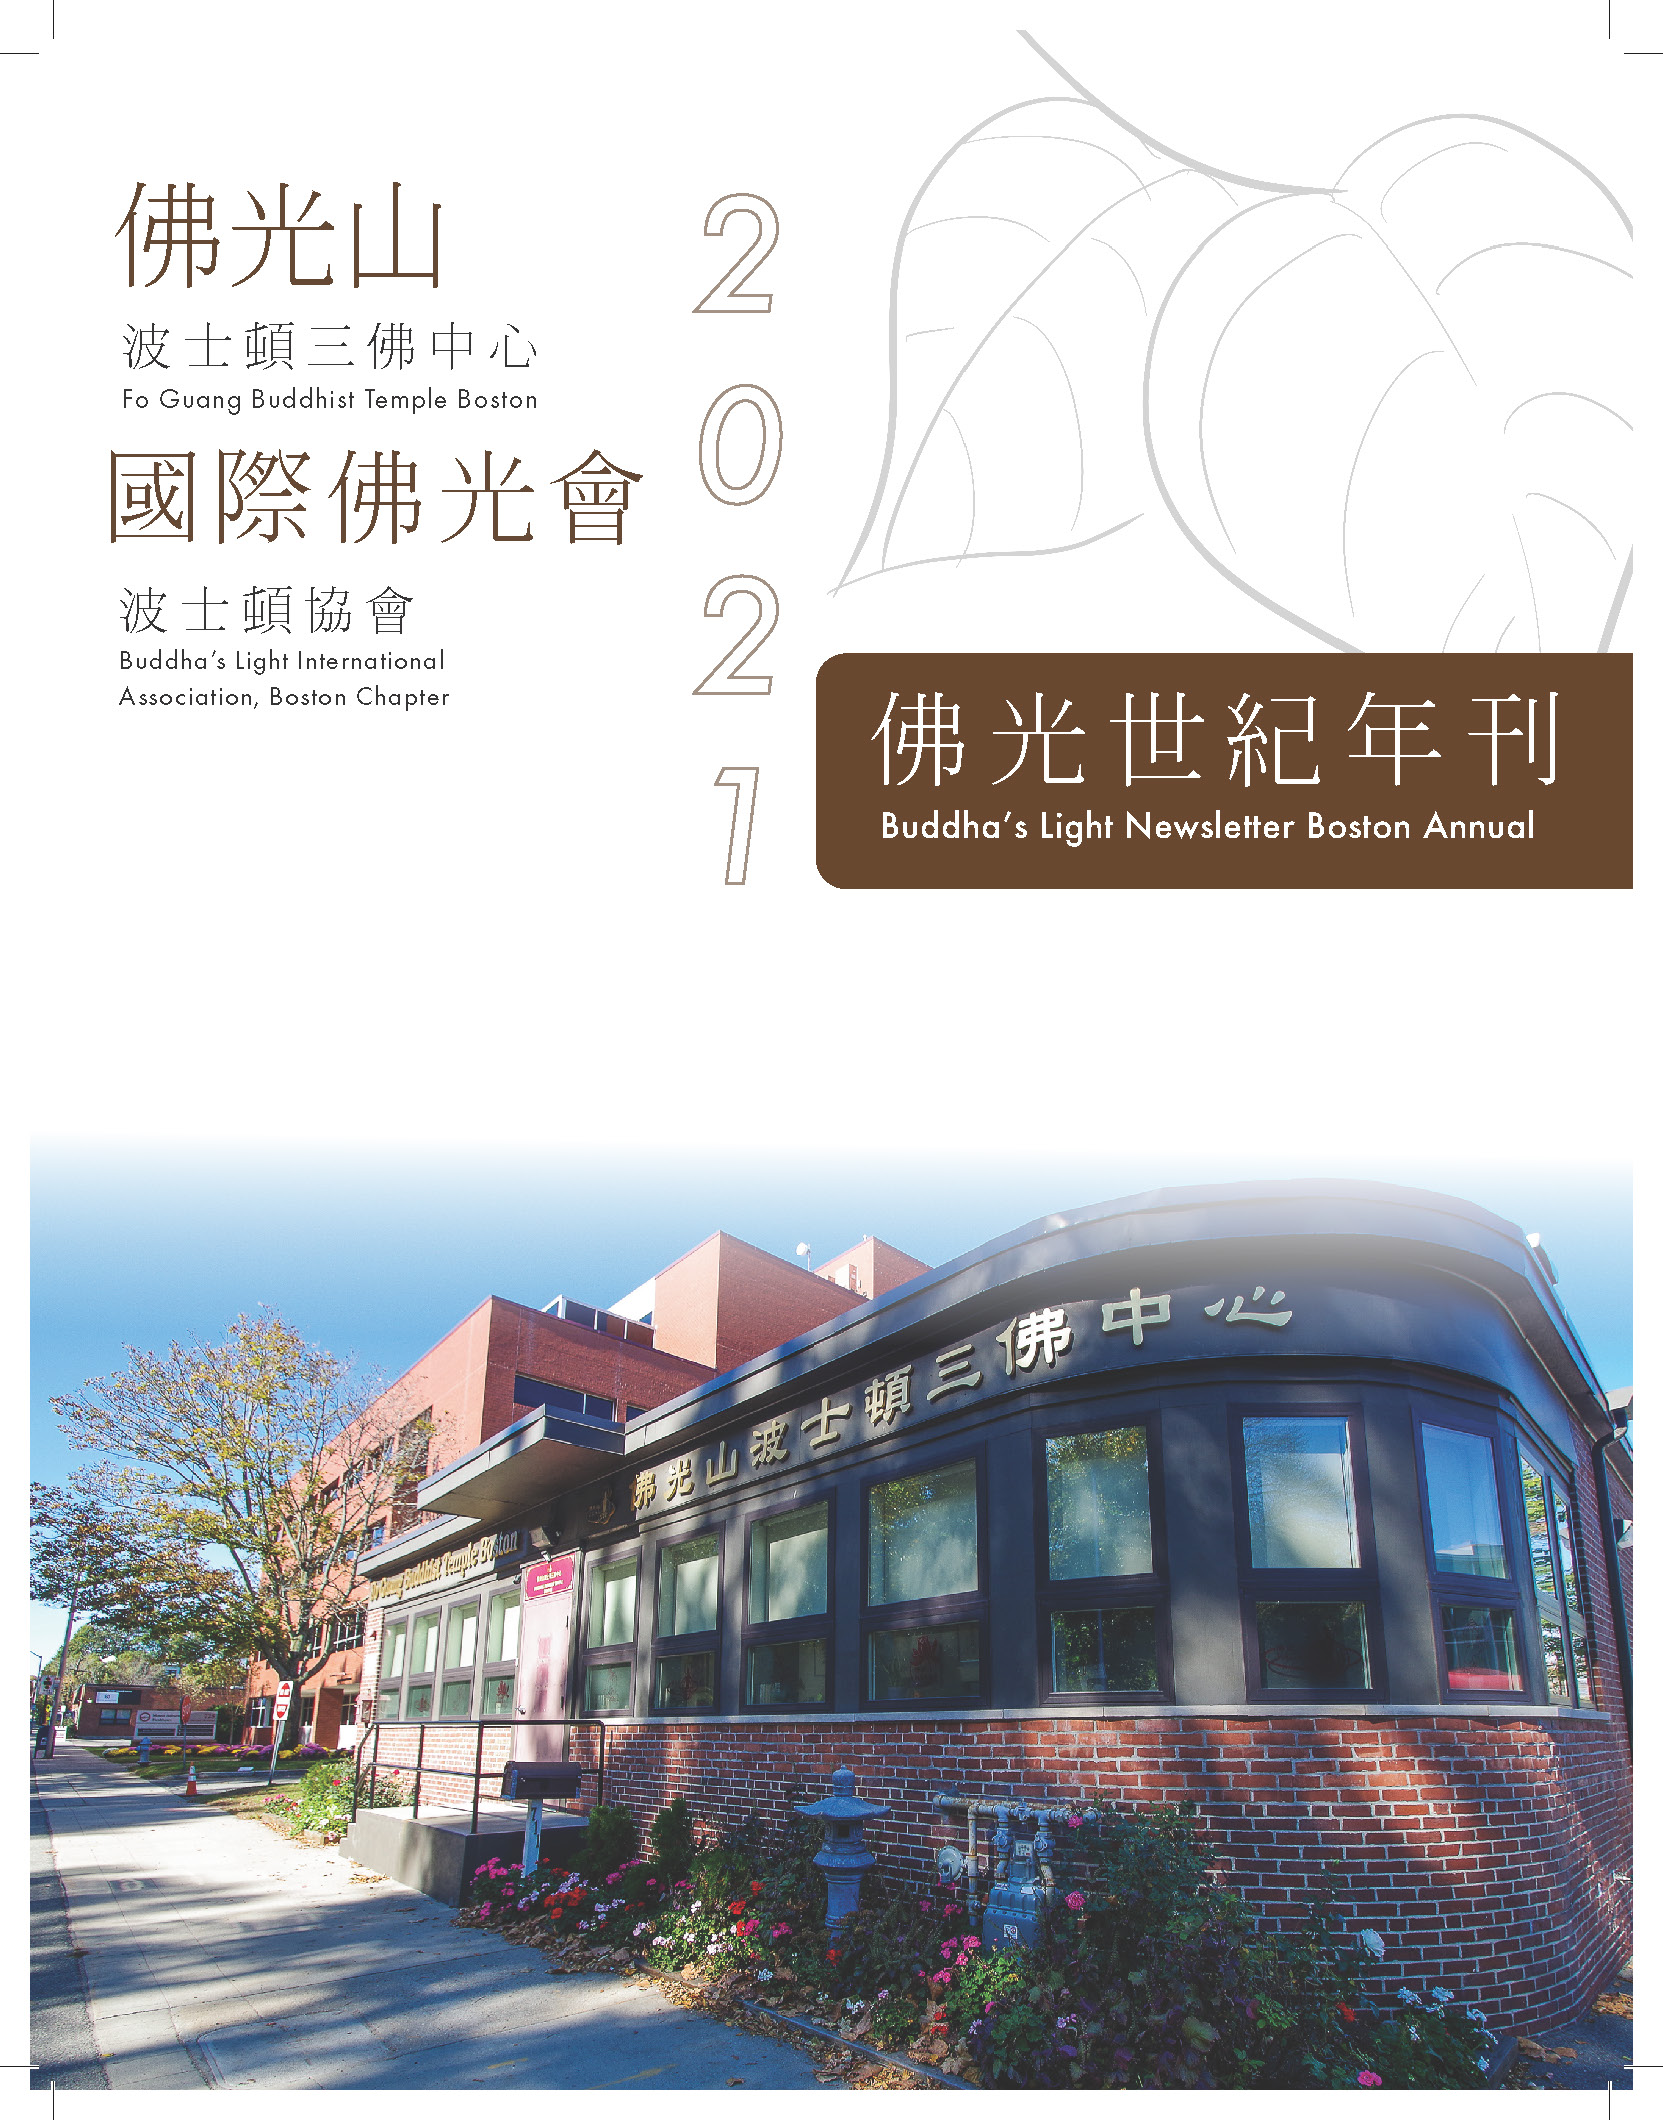 佛光山
波士頓三佛中心
Fo Guang Buddhist Temple Boston
國際佛光會
波士頓協會
Buddha's Light International
Association, Boston Chapter
2021
佛光世紀年刊
Buddha's Light Newsletter Boston Annual
佛光山波士頓三佛中心
Fo Guang Buddhist Temple Boston